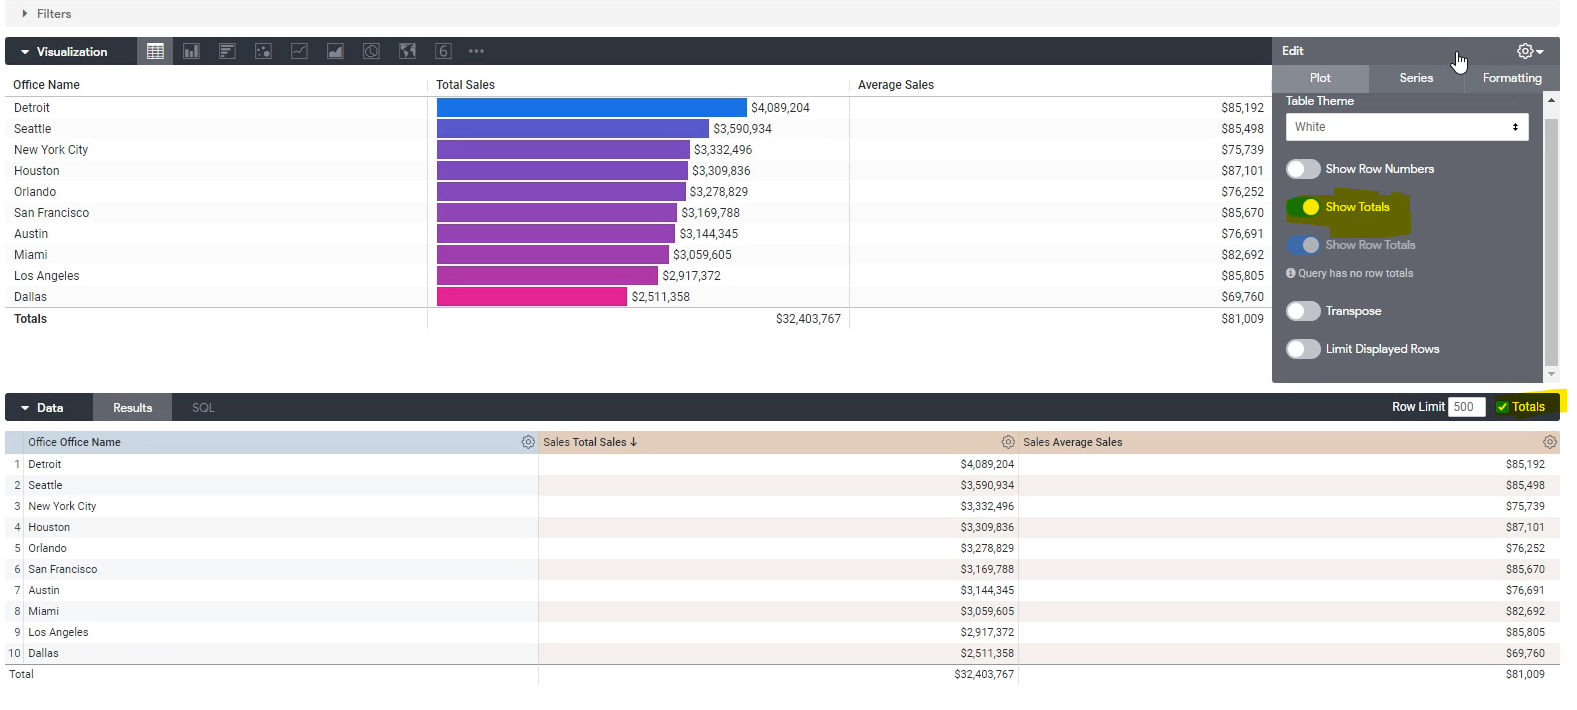 Filters
Visualization 6 Edit
Plot Series Formatting
Office Name Total Sales Average Sales
Detroit $4,089,204 $85,192
Seattle $3,590,934 $85,498
New York City $3,332,496 $75,739
Houston $3,309,836 $87,101
Orlando $3,278,829 $76,252
San Francisco $3,169,788 $85,670
Austin $3,144,345 $76,691
Miami $3,059,605 $82,692
Los Angeles $2,917,372 $85,805
Dallas $2,511,358 $69,760
Totals $32,403,767 $81,009
Table Theme
White
Show Row Numbers
Show Totals
Show Row Totals
Query has no row totals
Transpose
Limit Displayed Rows
Data Results SQL Row Limit 500 Totals
Office Office Name Sales Total Sales ↓ Sales Average Sales
1 Detroit $4,089,204 $85,192
2 Seattle $3,590,934 $85,498
3 New York City $3,332,496 $75,739
4 Houston $3,309,836 $87,101
5 Orlando $3,278,829 $76,252
6 San Francisco $3,169,788 $85,670
7 Austin $3,144,345 $76,691
8 Miami $3,059,605 $82,692
9 Los Angeles $2,917,372 $85,805
10 Dallas $2,511,358 $69,760
Total $32,403,767 $81,009